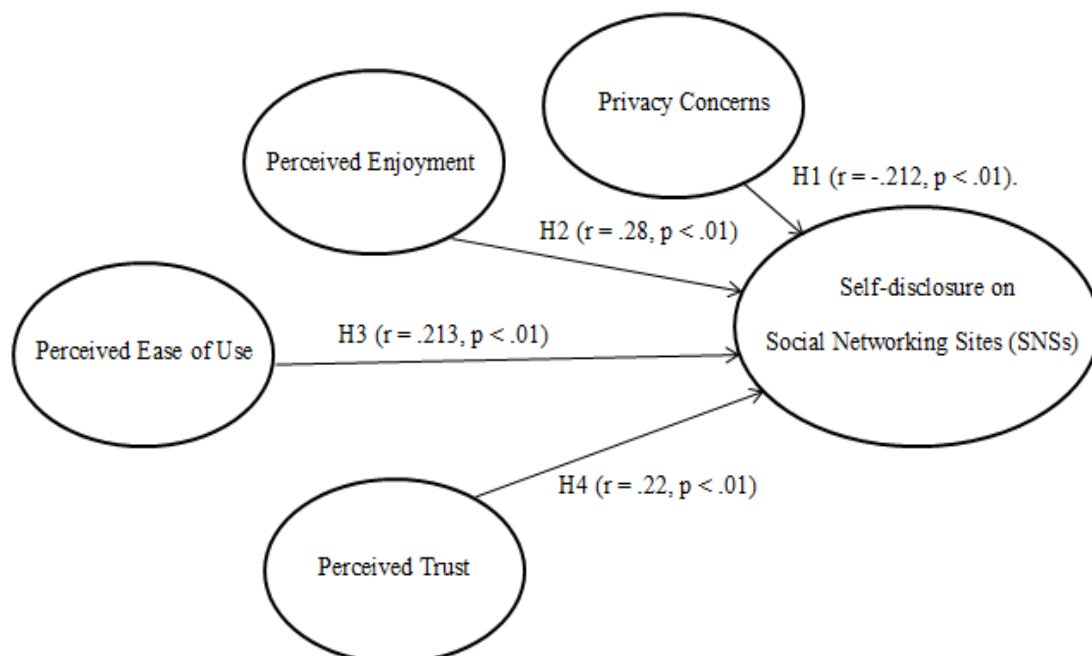 Privacy Concerns
Perceived Enjoyment
H1 (r = -.212, p < .01).
H2 (r = .28, p < .01)
Self-disclosure on
Social Networking Sites (SNSs)
H3 (r = .213, p < .01)
Perceived Ease of Use
H4 (r = .22, p < .01)
Perceived Trust